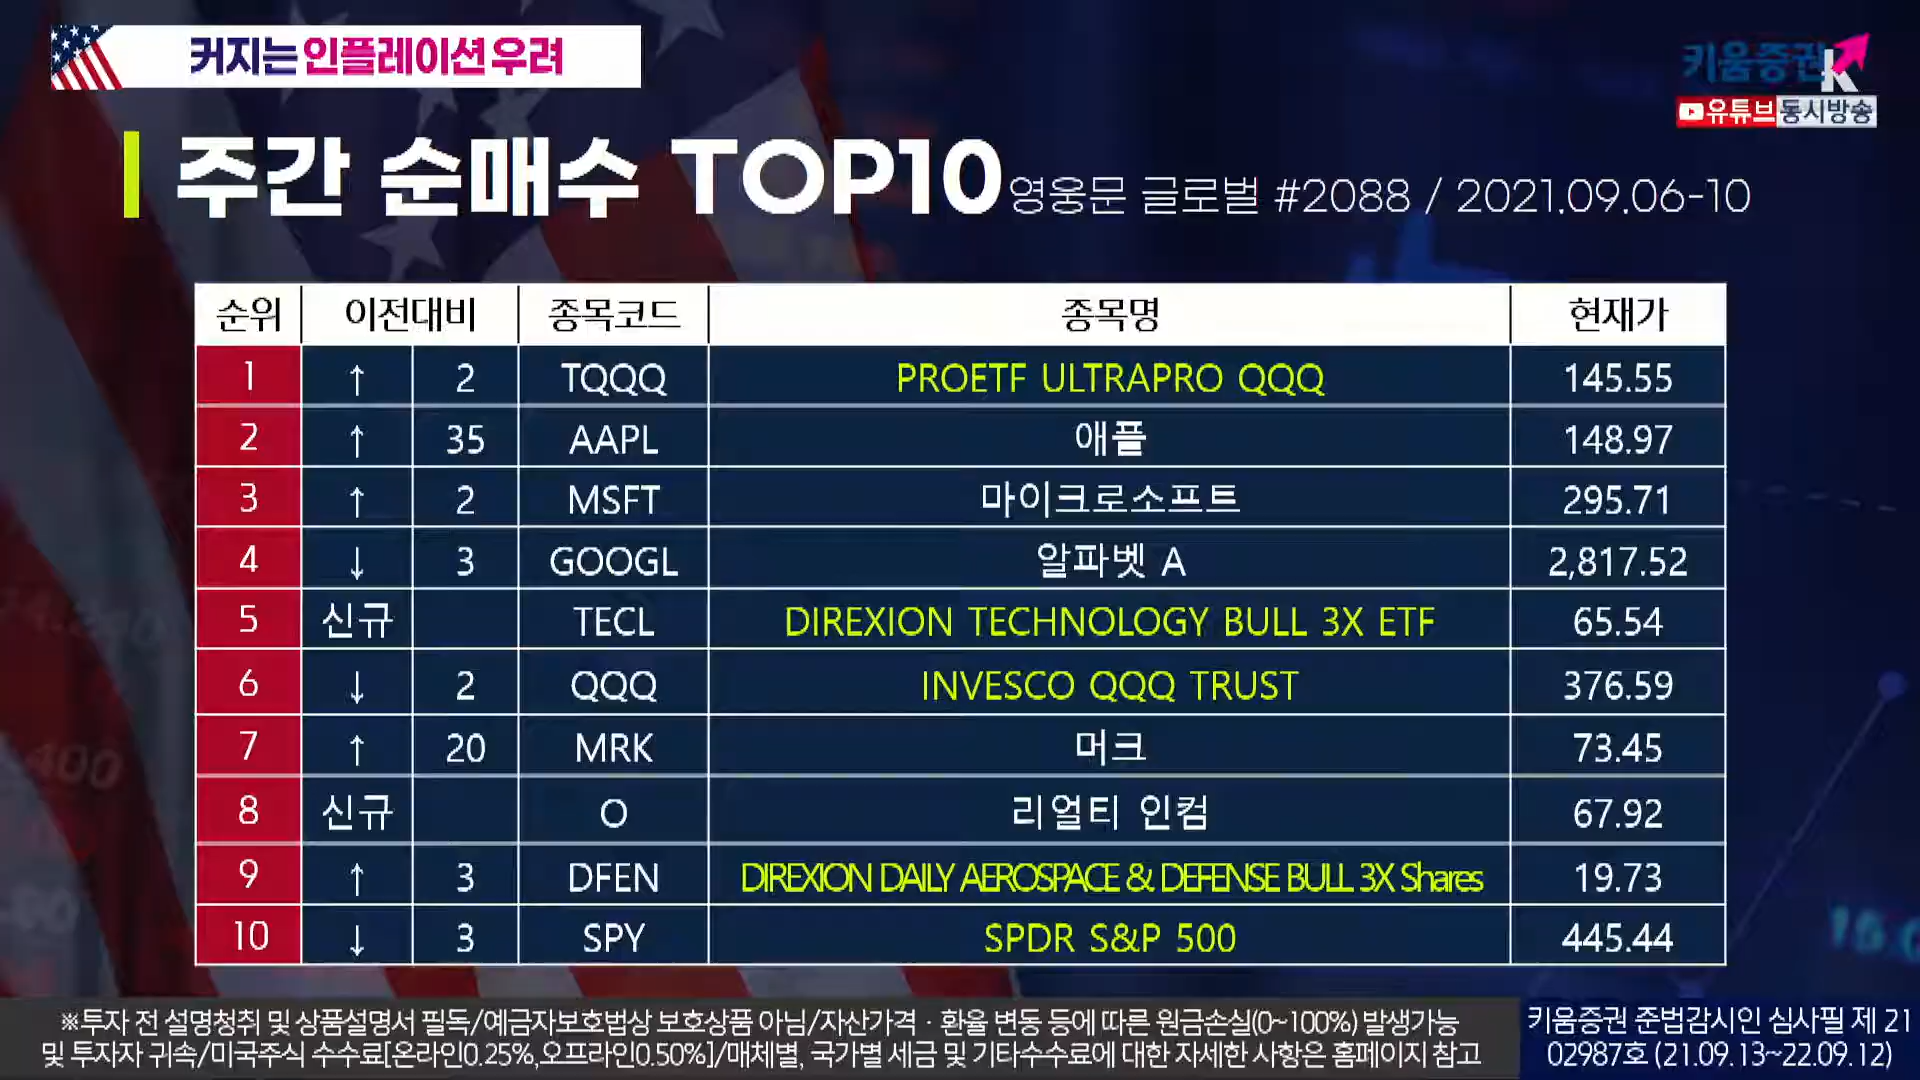 커지는 인플레이션 우려
키움증권
유튜브 동시방송
주간 순매수 TOP10 영웅문 글로벌 #2088 / 2021.09.06-10
순위 이전대비 종목코드 종목명 현재가
1 ↑ 2 TQQQ PROETF ULTRAPRO QQQ 145.55
2 ↑ 35 AAPL 애플 148.97
3 ↑ 2 MSFT 마이크로소프트 295.71
4 ↓ 3 GOOGL 알파벳 A 2,817.52
5 신규 TECL DIREXION TECHNOLOGY BULL 3X ETF 65.54
6 ↓ 2 QQQ INVESCO QQQ TRUST 376.59
7 ↑ 20 MRK 머크 73.45
8 신규 O 리얼티 인컴 67.92
9 ↑ 3 DFEN DIREXION DAILY AEROSPACE & DEFENSE BULL 3X Shares 19.73
10 ↓ 3 SPY SPDR S&P 500 445.44
※투자 전 설명청취 및 상품설명서 필독/예금자보호법상 보호상품 아님/자산가격 · 환율 변동 등에 따른 원금손실(0~100%) 발생가능
및 투자자 귀속/미국주식 수수료[온라인0.25%,오프라인0.50%]/매체별, 국가별 세금 및 기타수수료에 대한 자세한 사항은 홈페이지 참고
키움증권 준법감시인 심사필 제 21
02987호 (21.09.13~22.09.12)